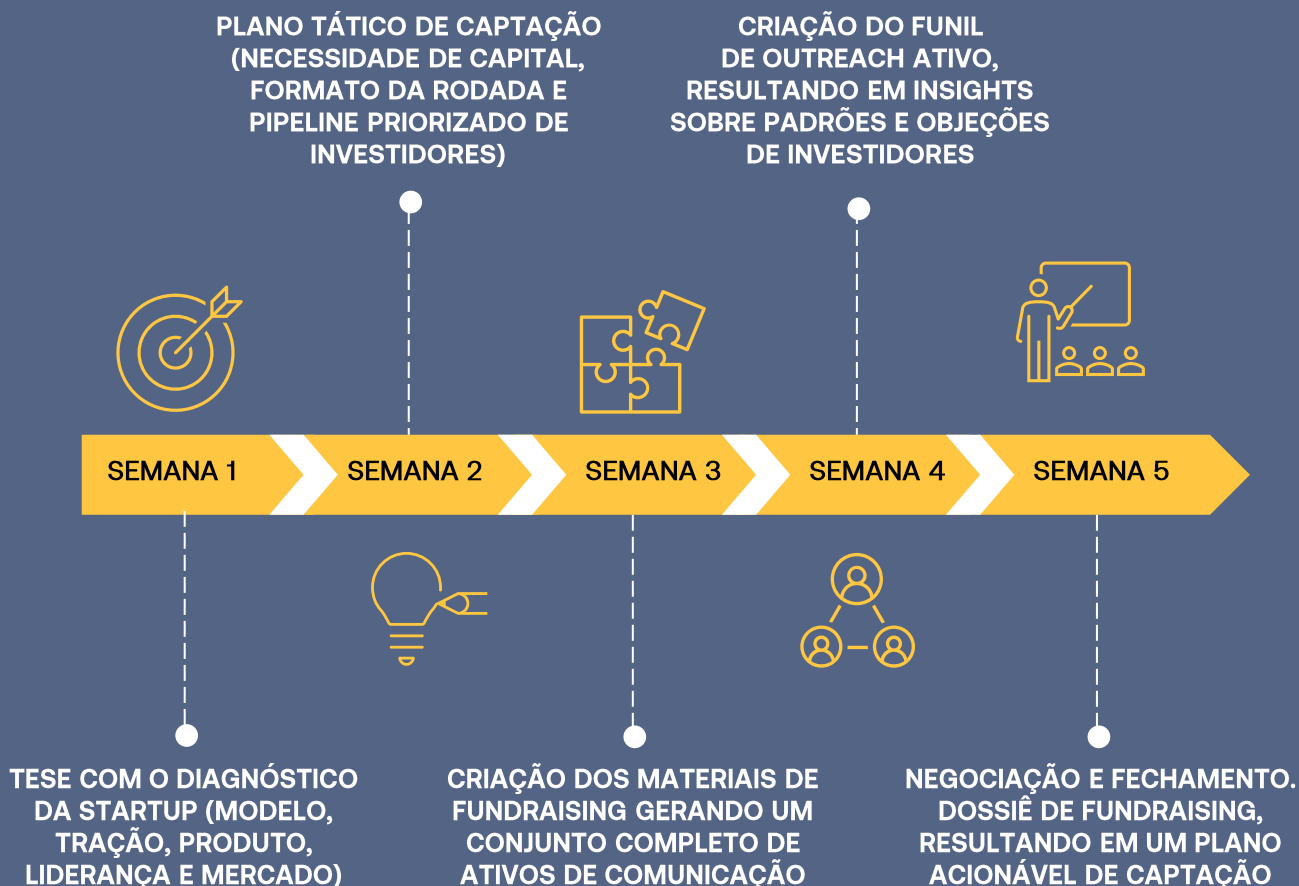 PLANO TÁTICO DE CAPTAÇÃO
(NECESSIDADE DE CAPITAL,
FORMATO DA RODADA E
PIPELINE PRIORIZADO DE
INVESTIDORES)
CRIAÇÃO DO FUNIL
DE OUTREACH ATIVO,
RESULTANDO EM INSIGHTS
SOBRE PADRÕES E OBJEÇÕES
DE INVESTIDORES
SEMANA 1
SEMANA 2
SEMANA 3
SEMANA 4
SEMANA 5
TESE COM O DIAGNÓSTICO
DA STARTUP (MODELO,
TRAÇÃO, PRODUTO,
LIDERANÇA E MERCADO)
CRIAÇÃO DOS MATERIAIS DE
FUNDRAISING GERANDO UM
CONJUNTO COMPLETO DE
ATIVOS DE COMUNICAÇÃO
NEGOCIAÇÃO E FECHAMENTO.
DOSSIÊ DE FUNDRAISING,
RESULTANDO EM UM PLANO
ACIONÁVEL DE CAPTAÇÃO